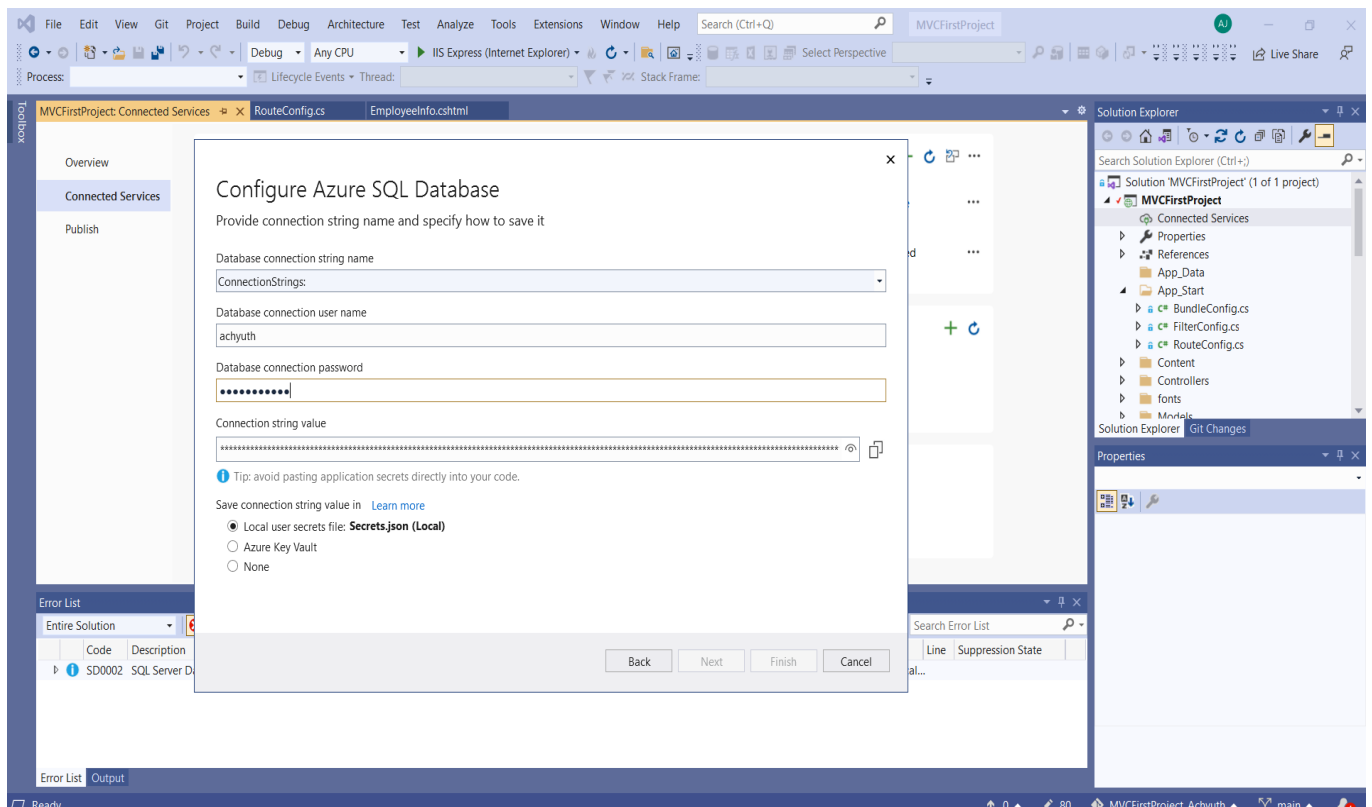 File Edit View Git Project Build Debug Architecture Test Analyze Tools Extensions Window Help Search (Ctrl+Q) MVCFirstProject AJ
Debug Any CPU IIS Express (Internet Explorer) Select Perspective Live Share
Process: Lifecycle Events Thread: Stack Frame:
Toolbox
MVCFirstProject: Connected Services RouteConfig.cs EmployeeInfo.cshtml
Overview
Connected Services
Publish
Configure Azure SQL Database
Provide connection string name and specify how to save it
Database connection string name
ConnectionStrings:
Database connection user name
achyuth
Database connection password
Connection string value
Tip: avoid pasting application secrets directly into your code.
Save connection string value in Learn more
Local user secrets file: Secrets.json (Local)
Azure Key Vault
None
Back Next Finish Cancel
Solution Explorer
Search Solution Explorer (Ctrl+;)
Solution 'MVCFirstProject' (1 of 1 project)
MVCFirstProject
Connected Services
Properties
References
App_Data
App_Start
C# BundleConfig.cs
C# FilterConfig.cs
C# RouteConfig.cs
Content
Controllers
fonts
Models
Solution Explorer Git Changes
Properties
Error List
Entire Solution Search Error List
Code Description Line Suppression State
SD0002 SQL Server Da al...
Error List Output
Ready 0 80 MVCFirstProject_Achyuth main